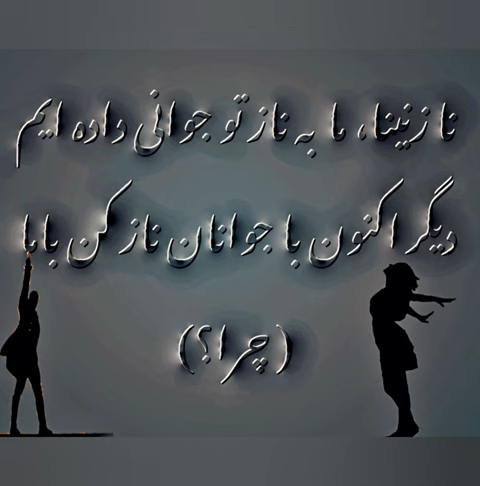 نازنینا، ما به ناز تو جوانی داده ایم
دیگر اکنون با جوانان ناز کن بابا
(چرا؟)